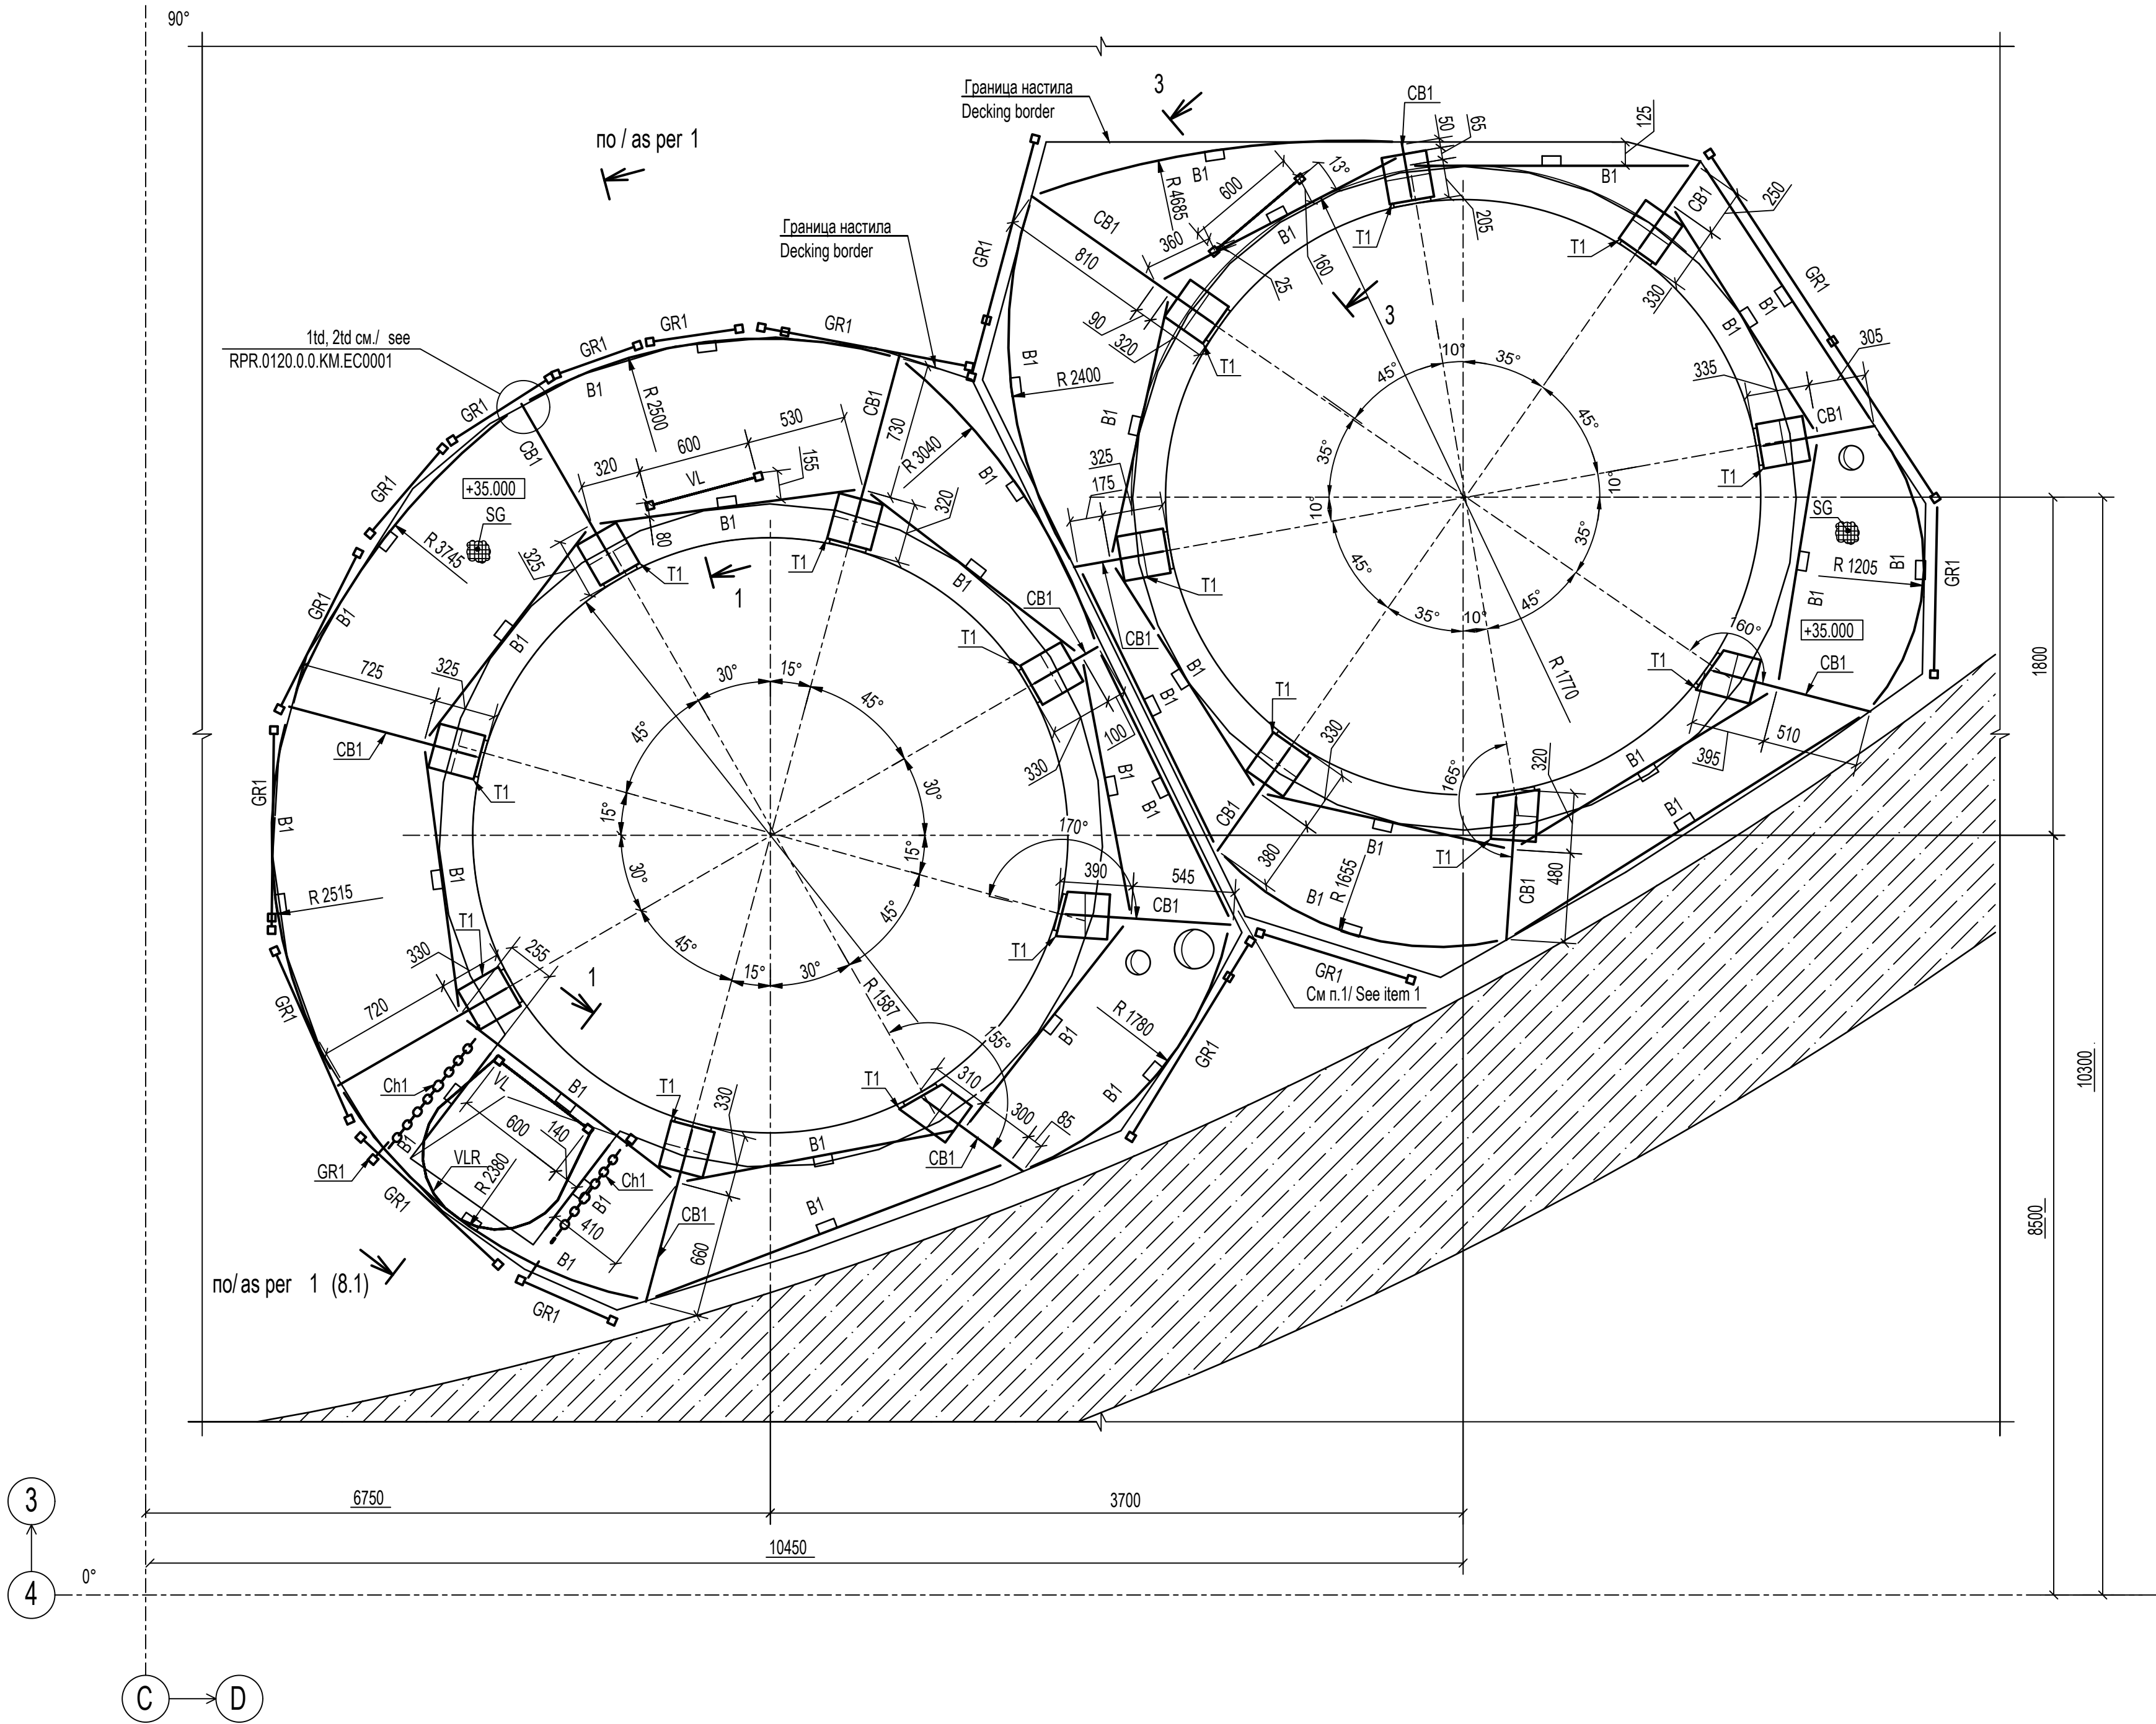 90°
3
CB1
Граница настила
Decking border
50
65
125
по / as per 1
B1
R 4685
600
13°
B1
CB1
250
CB1
T1
205
T1
GR1
Граница настила
Decking border
GR1
810
360
B1
160
25
330
B1
B1
90
320
3
305
1td, 2td см./ see
RPR.0120.0.0.KM.EC0001
GR1
GR1
GR1
GR1
B1
R 2500
B1
R 2400
T1
10°
35°
335
CB1
45°
45°
CB1
530
730
R 3040
B1
600
CB1
320
VL
155
B1
325
175
35°
10°
T1
GR1
+35.000
SG
R 3745
B1
80
320
10°
SG
325
T1
T1
1
B1
T1
45°
35°
R 1205
B1
GR1
GR1
B1
B1
CB1
T1
CB1
35°
10°
45°
B1
+35.000
160°
725
325
30°
15°
45°
B1
B1
R 1770
T1
CB1
1800
45°
100
330
T1
330
165°
320
510
395
CB1
T1
GR1
B1
15°
30°
B1
B1
CB1
B1
B1
170°
15°
380
B1
T1
480
R 2515
B1
30°
45°
390
545
CB1
B1
R 1655
CB1
T1
330
255
T1
45°
15°
30°
R 1587
GR1
См п.1/ See item 1
720
1
GR1
155°
B1
R 1780
GR1
Ch1
VL
B1
T1
330
T1
310
300
85
B1
10300
B1
600
140
B1
CB1
GR1
VLR
R 2380
Ch1
GR1
B1
410
CB1
B1
660
8500
по/ as per 1 (8.1)
B1
GR1
6750
3700
3
10450
0°
4
C
D